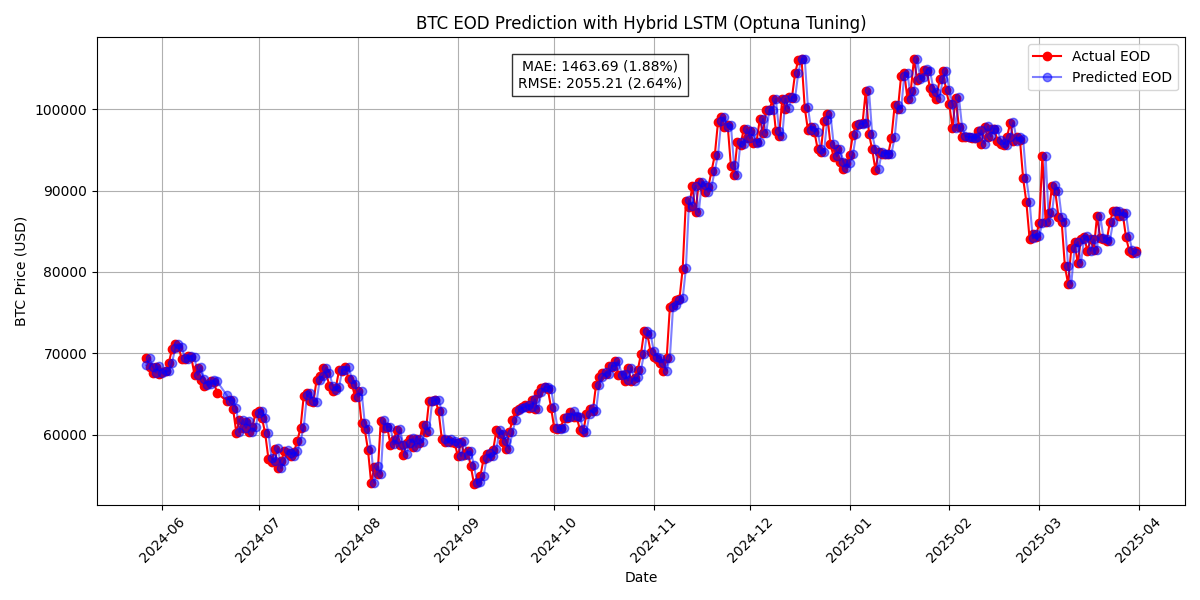 BTC EOD Prediction with Hybrid LSTM (Optuna Tuning)
MAE: 1463.69 (1.88%)
RMSE: 2055.21 (2.64%)
Actual EOD
Predicted EOD
BTC Price (USD)
100000
90000
80000
70000
60000
2024-06
2024-07
2024-08
2024-09
2024-10
2024-11
2024-12
2025-01
2025-02
2025-03
2025-04
Date